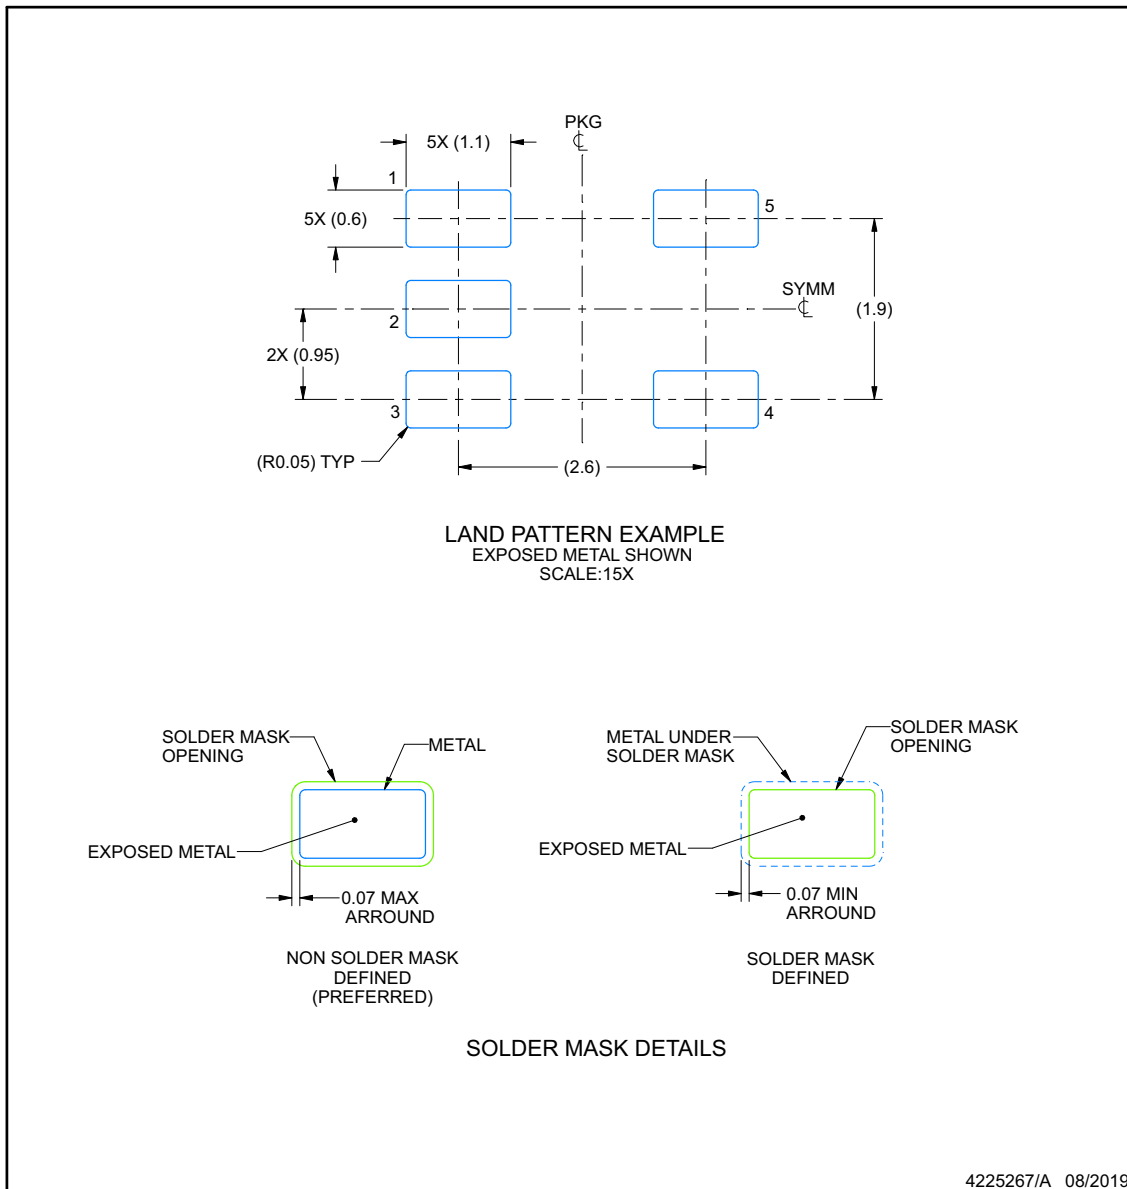 PKG
℄
5X (1.1)
1
5
5X (0.6)
SYMM
℄
(1.9)
2
2X (0.95)
3
4
(R0.05) TYP
(2.6)
LAND PATTERN EXAMPLE
EXPOSED METAL SHOWN
SCALE:15X
SOLDER MASK
OPENING
METAL
EXPOSED METAL
0.07 MAX
ARROUND
NON SOLDER MASK
DEFINED
(PREFERRED)
METAL UNDER
SOLDER MASK
SOLDER MASK
OPENING
EXPOSED METAL
0.07 MIN
ARROUND
SOLDER MASK
DEFINED
SOLDER MASK DETAILS
4225267/A 08/2019